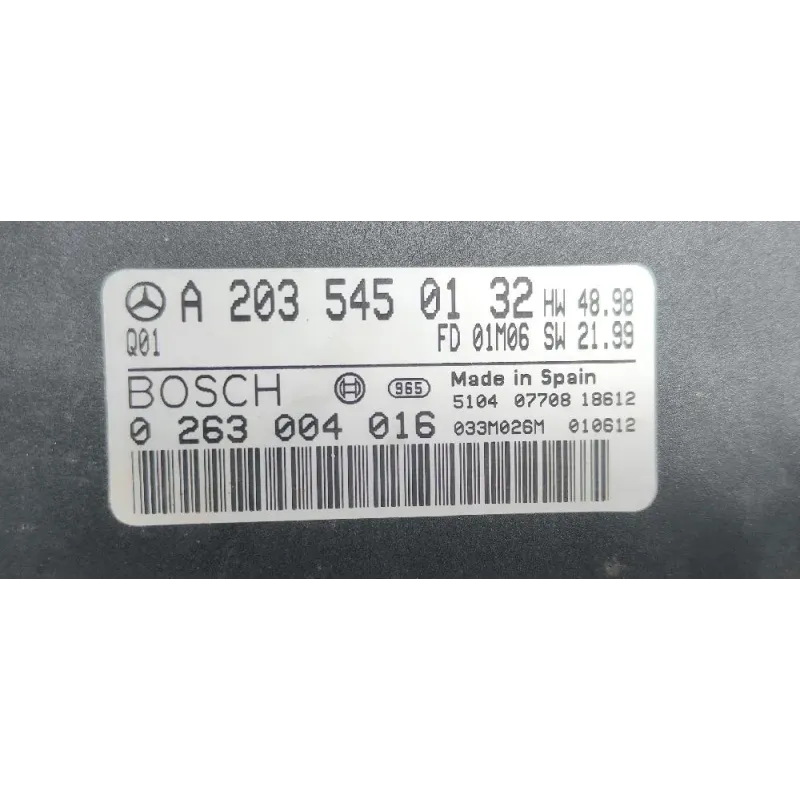 A 203 545 01 32 HW 48.98
Q01 FD 01M06 SW 21.99
BOSCH 965 Made in Spain
5104 07708 18612
0 263 004 016 033M026M 010612